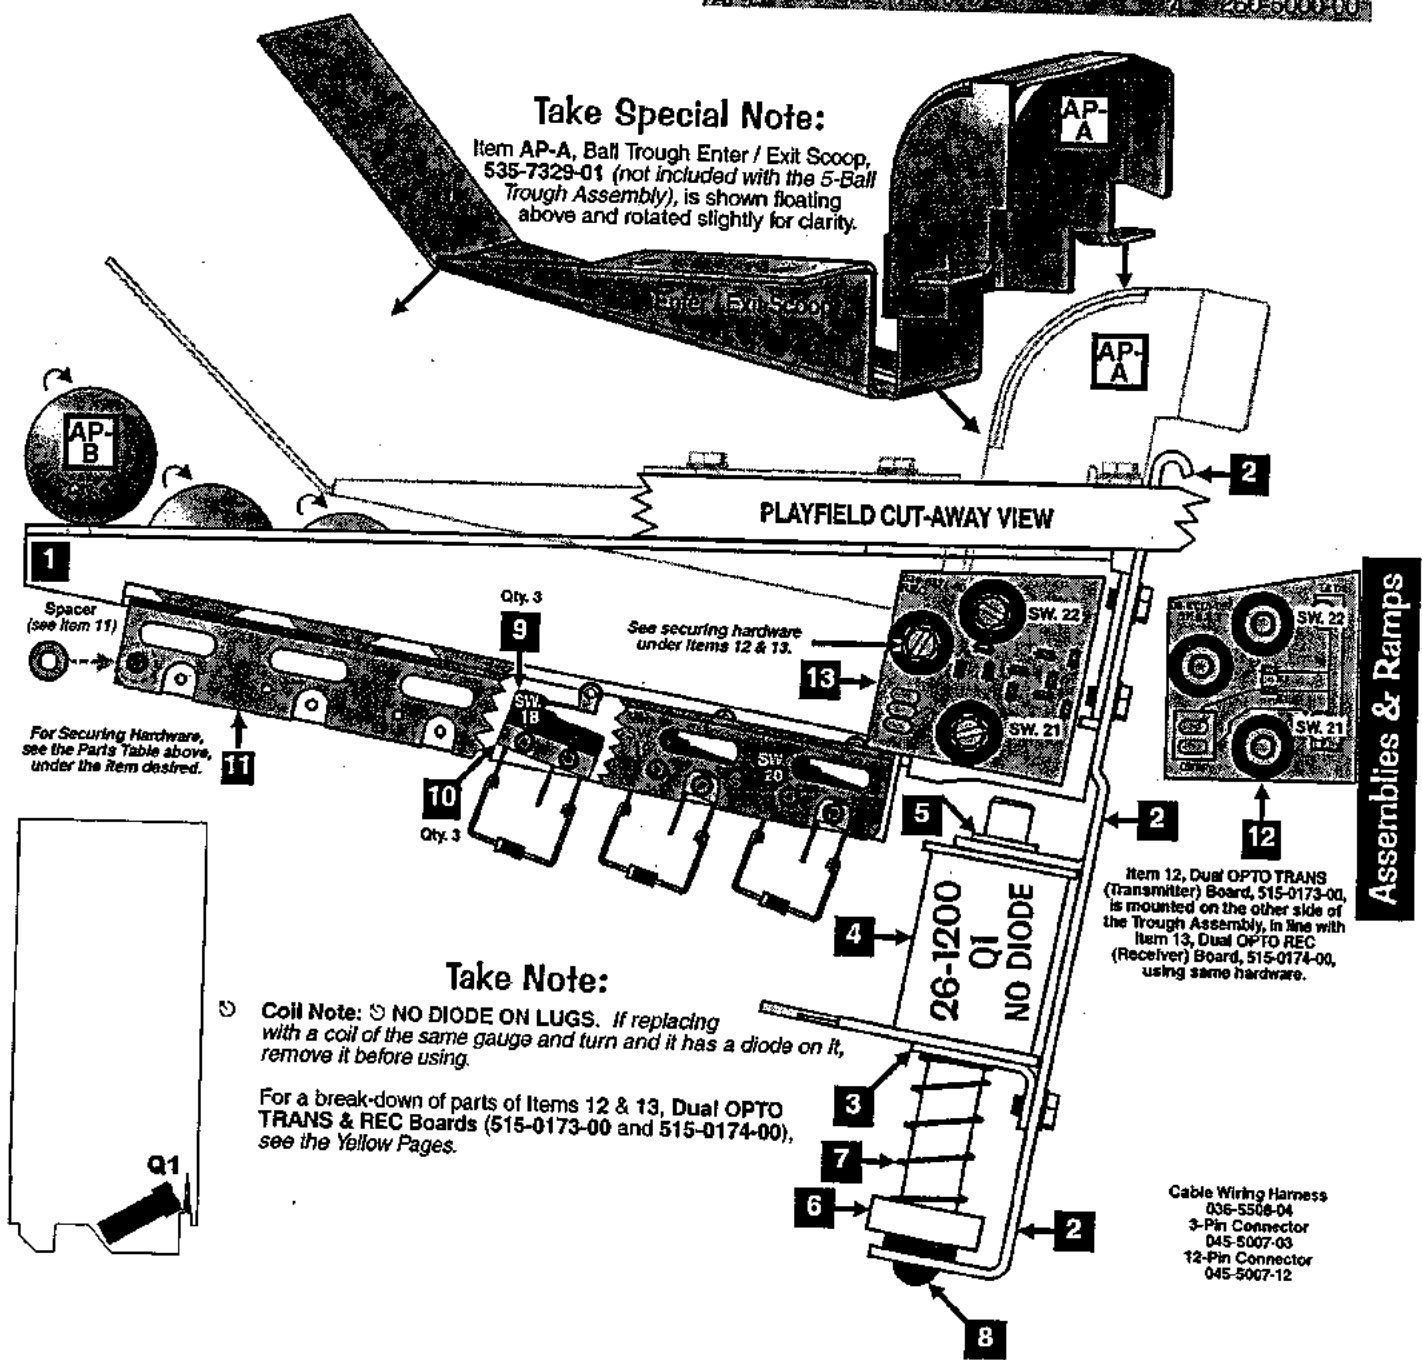 260-5000-00
Take Special Note:
Item AP-A, Ball Trough Enter / Exit Scoop,
535-7329-01 (not included with the 5-Ball
Trough Assembly), is shown floating
above and rotated slightly for clarity.
AP-
A
Enter / Exit Scoop
AP-
A
AP-
B
2
PLAYFIELD CUT-AWAY VIEW
1
Spacer
(see Item 11)
Qty. 3
9
See securing hardware
under Items 12 & 13.
13
SW. 22
SW. 21
SW. 22
SW. 21
SW.
18
SW.
20
For Securing Hardware,
see the Parts Table above,
under the item desired.
11
10
Qty. 3
5
2
12
Assemblies & Ramps
Item 12, Dual OPTO TRANS
(Transmitter) Board, 515-0173-00,
is mounted on the other side of
the Trough Assembly, in line with
Item 13, Dual OPTO REC
(Receiver) Board, 515-0174-00,
using same hardware.
4
26-1200
Q1
NO DIODE
Take Note:
Coil Note: NO DIODE ON LUGS. If replacing
with a coil of the same gauge and turn and it has a diode on it,
remove it before using.
For a break-down of parts of Items 12 & 13, Dual OPTO
TRANS & REC Boards (515-0173-00 and 515-0174-00),
see the Yellow Pages.
3
7
6
2
8
Q1
Cable Wiring Harness
036-5508-04
3-Pin Connector
045-5007-03
12-Pin Connector
045-5007-12